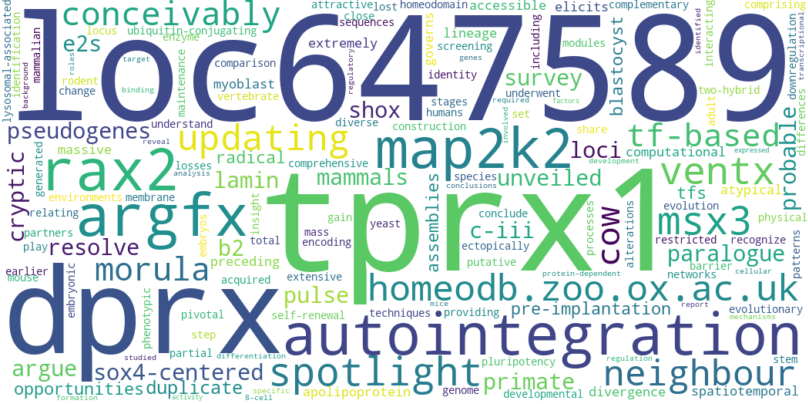 loc647589
tprx1
dprx
autointegration
argfx
rax2
map2k2
homeodb.zoo.ox.ac.uk
spotlight
neighbour
updating
conceivably
ventx
msx3
tf-based
morula
cow
cryptic
probable
pseudogenes
shox
loci
e2s
survey
mammals
unveiled
lamin
b2
c-iii
pulse
resolve
argue
sox4-centered
opportunities
duplicate
primate
paralogue
pre-implantation
assemblies
blastocyst
radical
tfs
atypical
divergence
spatiotemporal
apolipoprotein
developmental
genome
stem
pluripotency
evolutionary
providing
techniques
networks
barrier
cellular
protein-dependent
putative
ectopically
species
conclude
processes
alterations
restricted
recognize
patterns
physical
evolution
relating
membrane
partners
play
preceding
acquired
extensive
self-renewal
step
pivotal
partial
differentiation
phenotypic
embryonic
earlier
mouse
studied
formation
activity
specific
8-cell
mice
report
regulation
mechanisms
gain
mass
encoding
yeast
total
insight
embryos
losses
analysis
comprehensive
massive
generated
environments
understand
reveal
diverse
construction
humans
stages
underwent
set
share
involved
required
factors
development
expressed
computational
two-hybrid
adult
differences
downregulation
transcriptional
comprising
complementary
interacting
identified
modules
genes
including
lineage
screening
identity
governs
elicits
accessible
homeodomain
lost
attractive
close
sequences
extremely
myoblast
comparison
vertebrate
regulatory
binding
target
roles
maintenance
enzyme
ubiquitin-conjugating
locus
rodent
change
mammalian
background
identification
lysosomal-associated